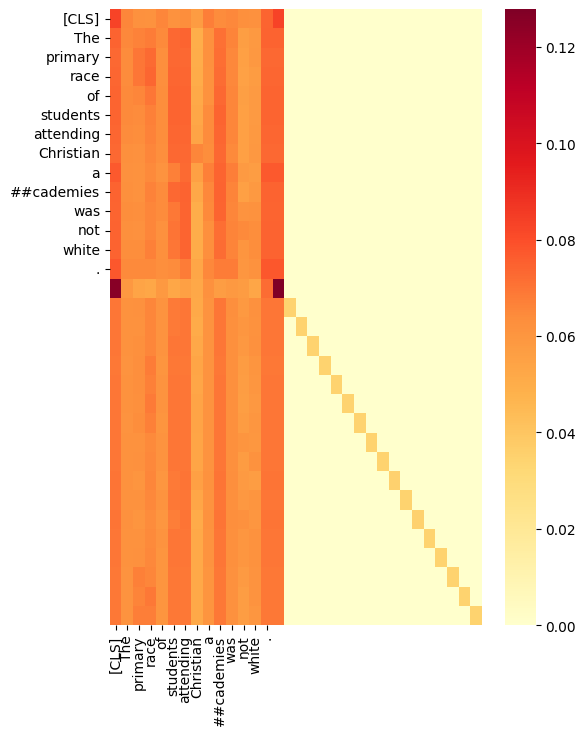 [CLS]
The
primary
race
of
students
attending
Christian
a
##cademies
was
not
white
.
0.12
0.10
0.08
0.06
0.04
0.02
0.00
[CLS]
The
primary
race
of
students
attending
Christian
a
##cademies
was
not
white
.